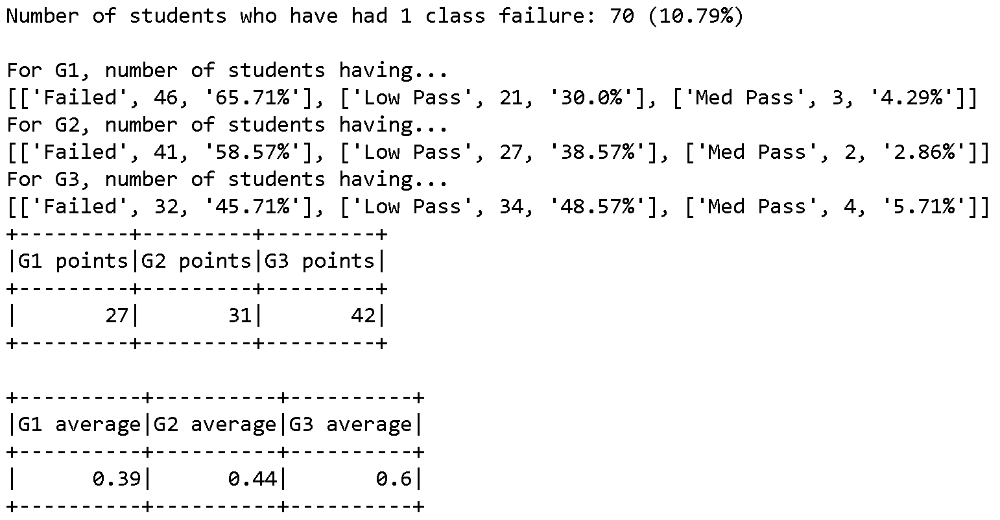 Number of students who have had 1 class failure: 70 (10.79%)

For G1, number of students having...
[['Failed', 46, '65.71%'], ['Low Pass', 21, '30.0%'], ['Med Pass', 3, '4.29%']]
For G2, number of students having...
[['Failed', 41, '58.57%'], ['Low Pass', 27, '38.57%'], ['Med Pass', 2, '2.86%']]
For G3, number of students having...
[['Failed', 32, '45.71%'], ['Low Pass', 34, '48.57%'], ['Med Pass', 4, '5.71%']]
+---------+---------+---------+
|G1 points|G2 points|G3 points|
+---------+---------+---------+
|       27|       31|       42|
+---------+---------+---------+

+----------+----------+----------+
|G1 average|G2 average|G3 average|
+----------+----------+----------+
|      0.39|      0.44|       0.6|
+----------+----------+----------+